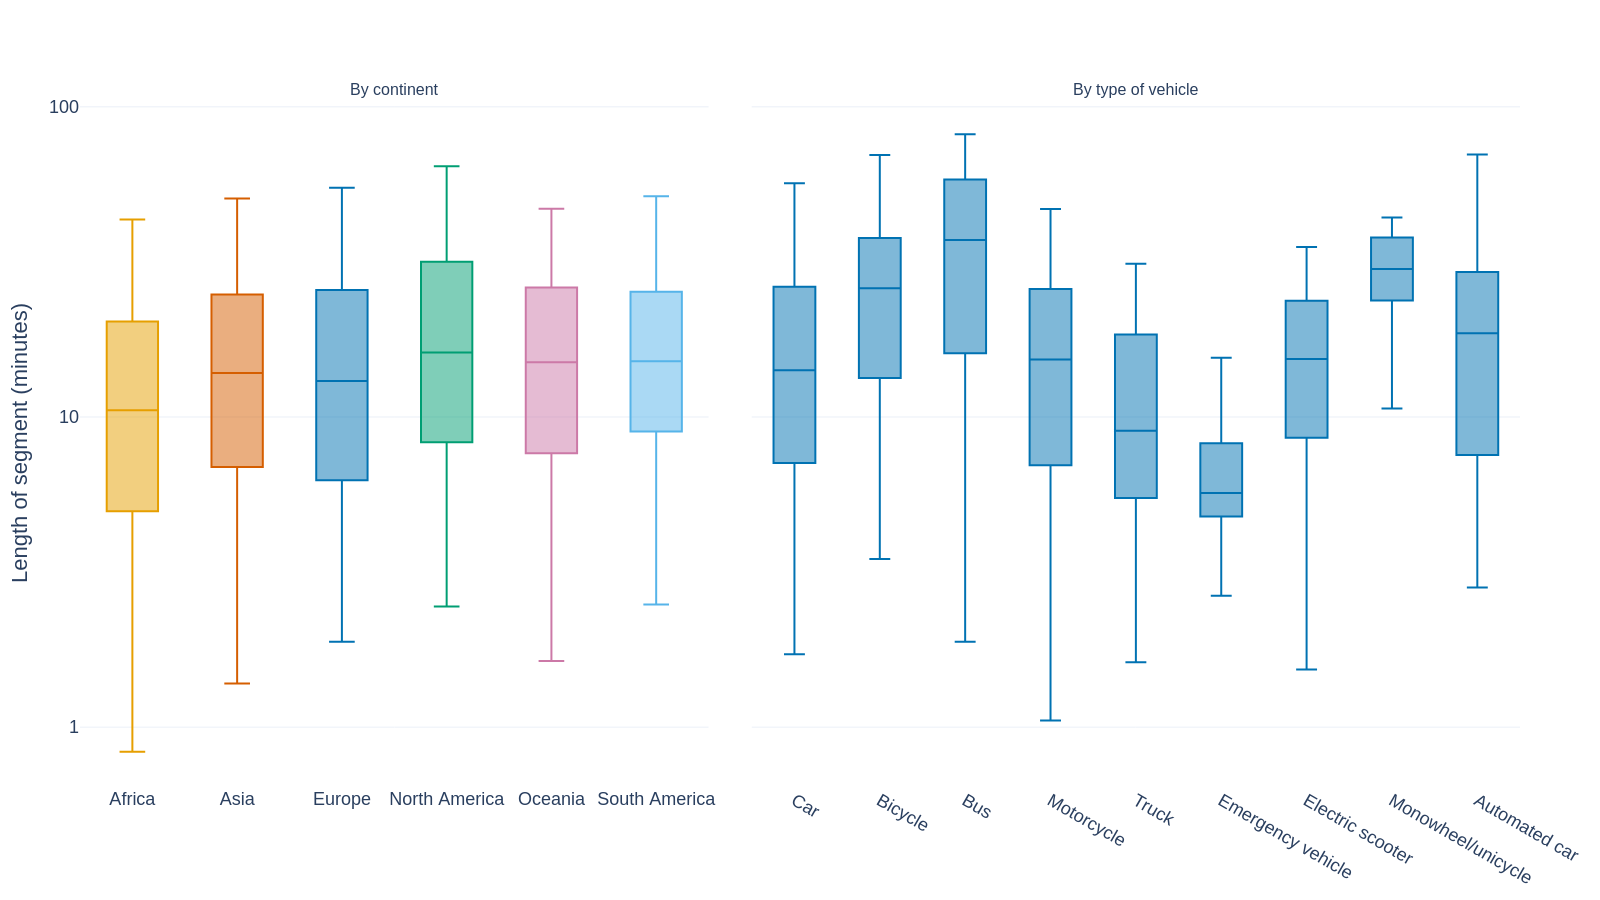 By continent
By type of vehicle
Length of segment (minutes)
100
10
1
Africa
Asia
Europe
North America
Oceania
South America
Car
Bicycle
Bus
Motorcycle
Truck
Emergency vehicle
Electric scooter
Monowheel/unicycle
Automated car